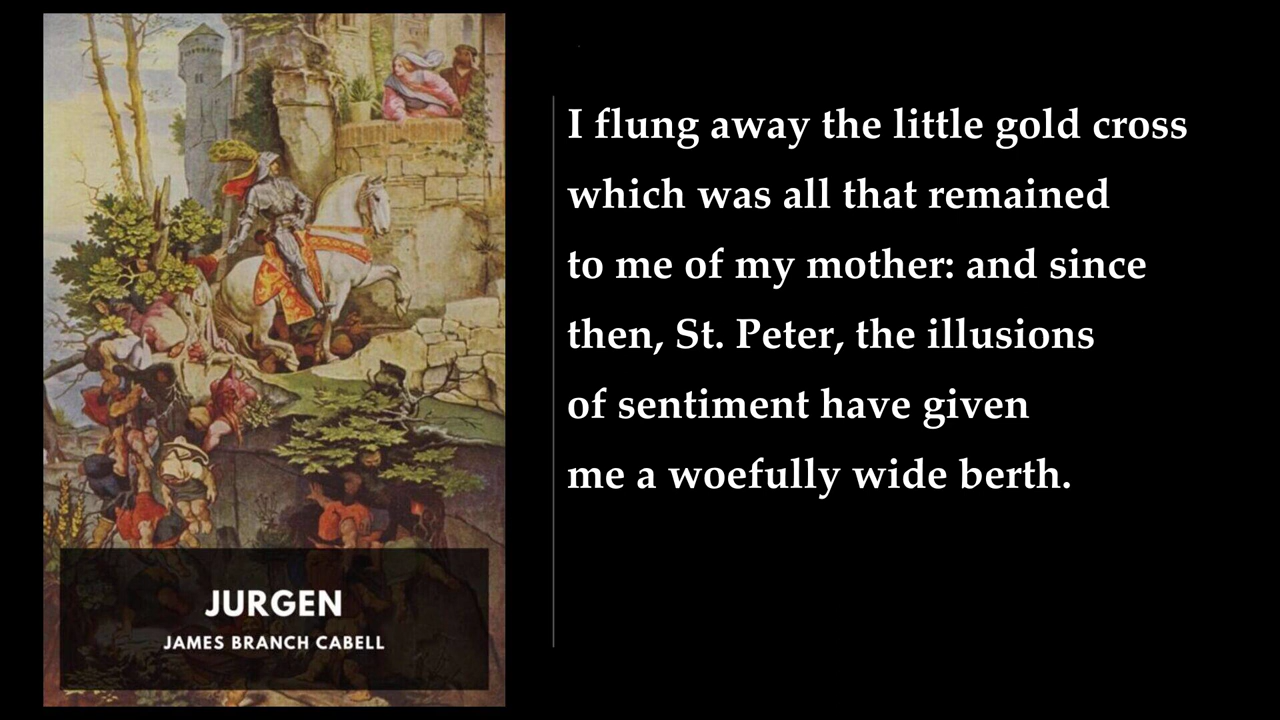 JURGEN
JAMES BRANCH CABELL
I flung away the little gold cross
which was all that remained
to me of my mother: and since
then, St. Peter, the illusions
of sentiment have given
me a woefully wide berth.